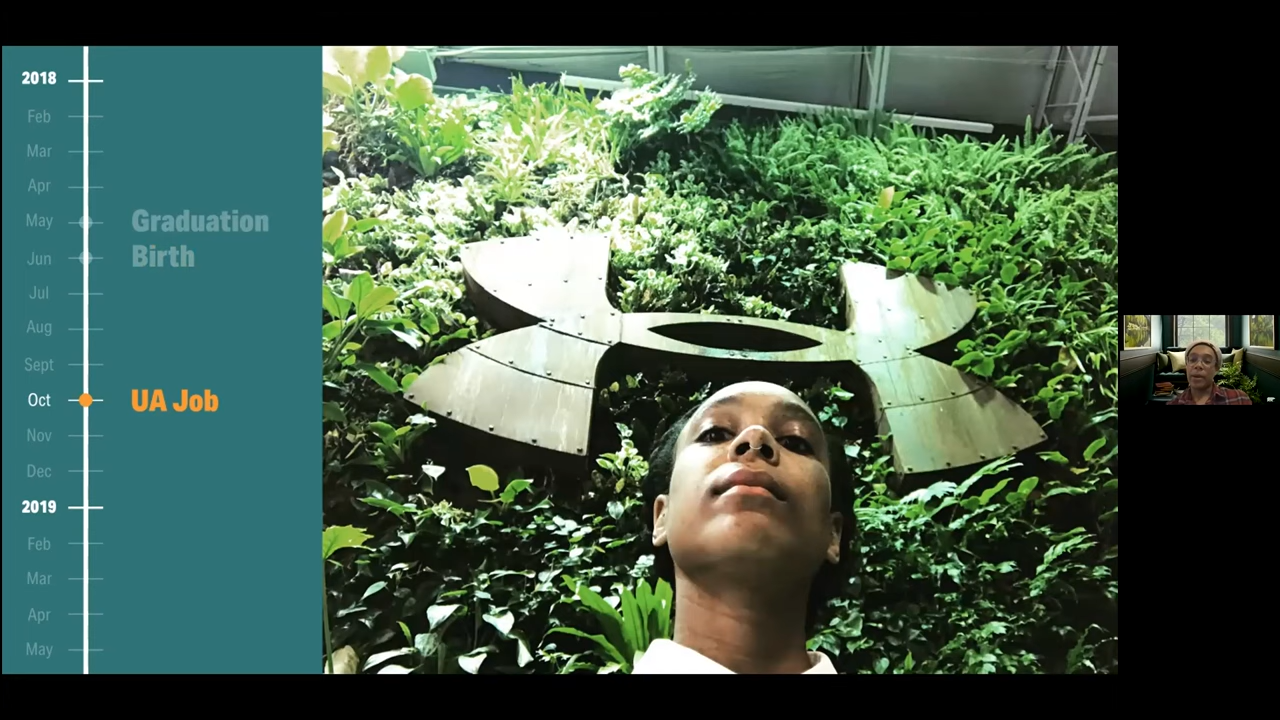 2018
Feb
Mar
Apr
May
Graduation
Jun
Birth
Jul
Aug
Sept
Oct
UA Job
Nov
Dec
2019
Feb
Mar
Apr
May